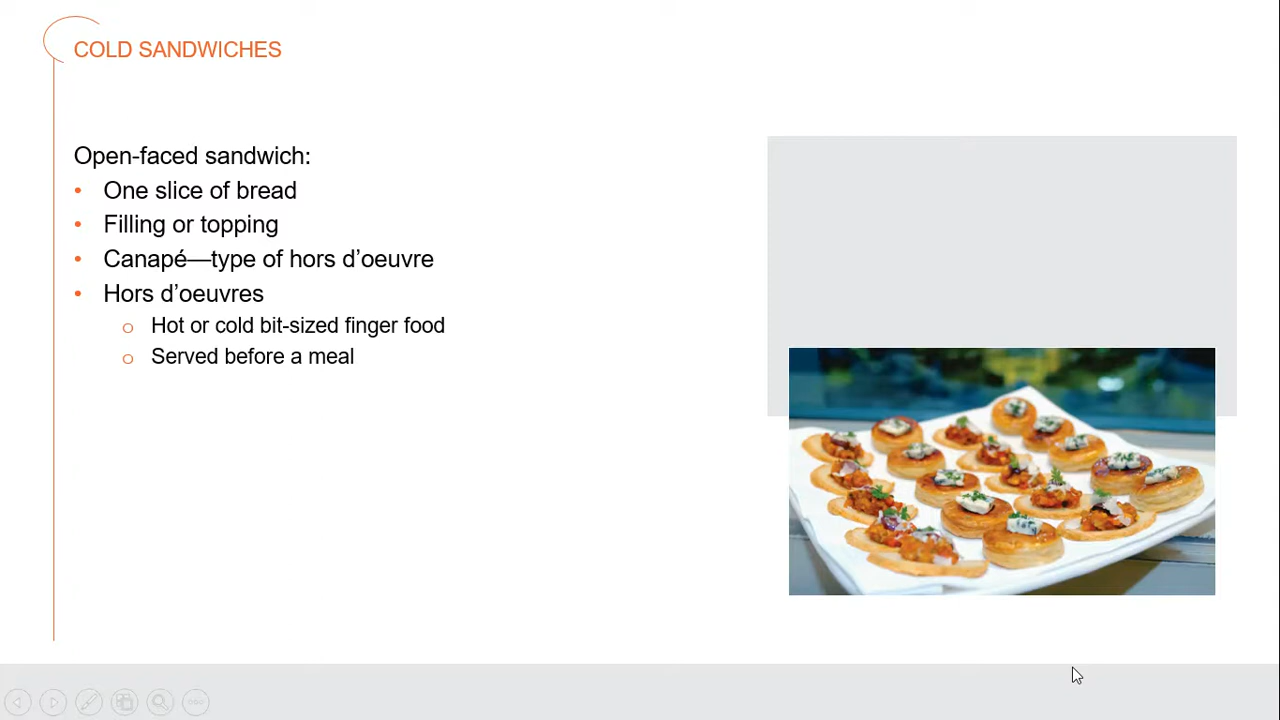 COLD SANDWICHES
Open-faced sandwich:
• One slice of bread
• Filling or topping
• Canapé—type of hors d’oeuvre
• Hors d’oeuvres
o Hot or cold bit-sized finger food
o Served before a meal